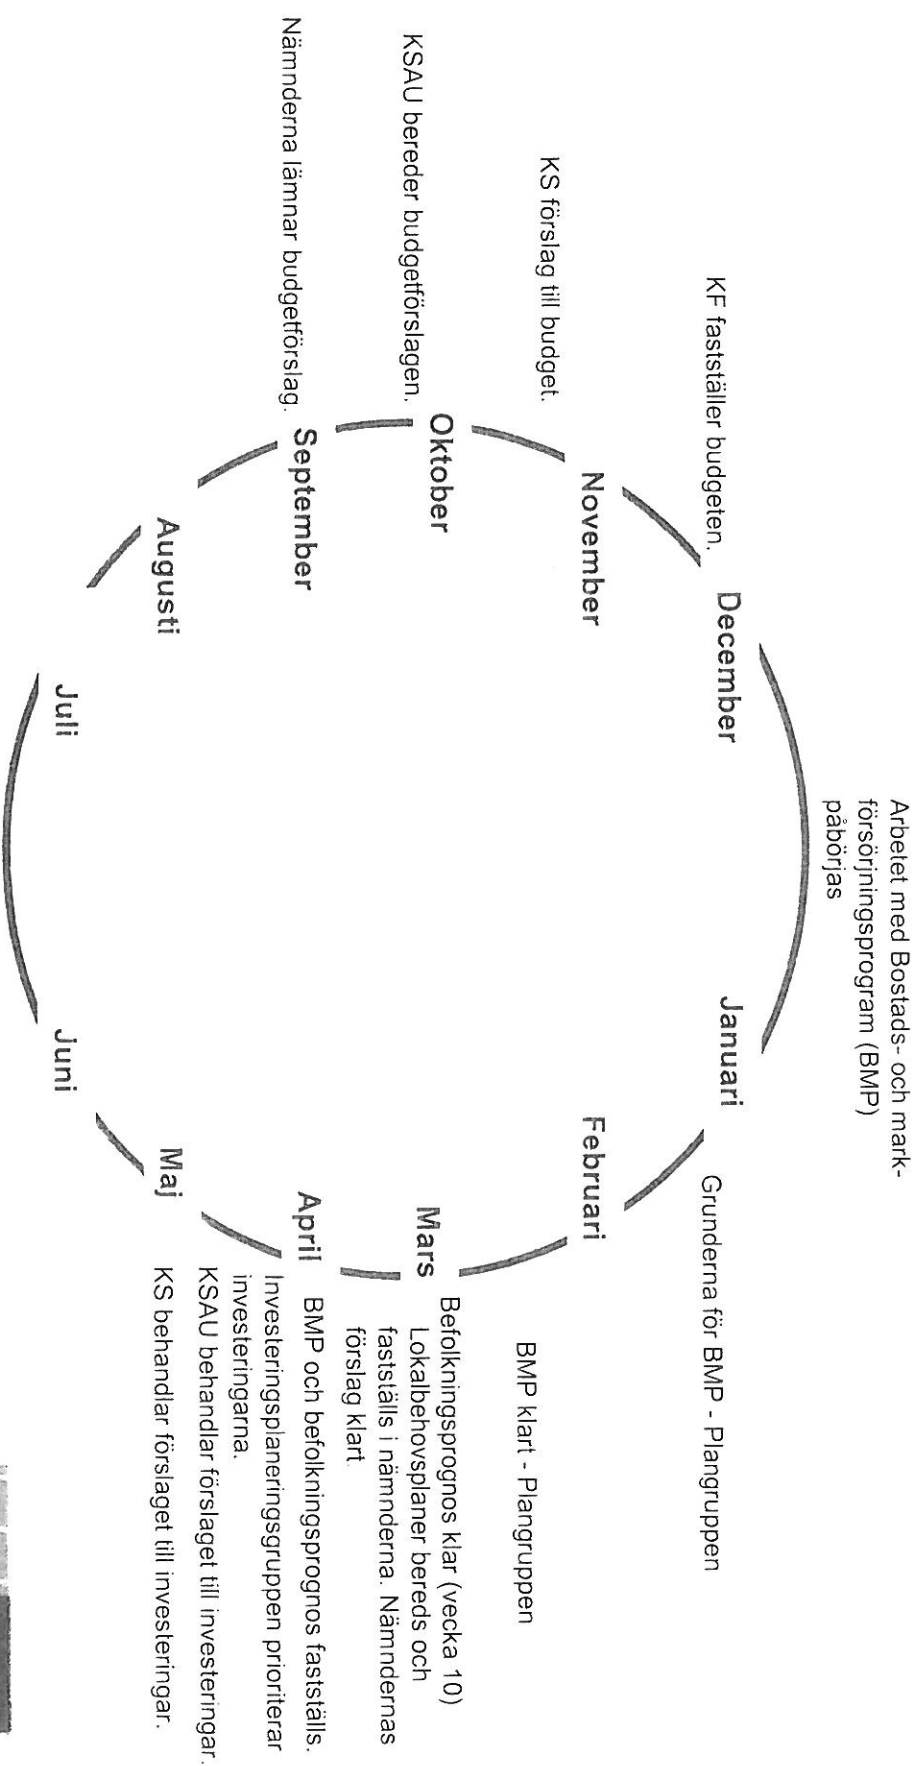 Arbetet med Bostads- och mark-
försörjningsprogram (BMP)
påbörjas
Januari
Grunderna för BMP - Plangruppen
Februari
BMP klart - Plangruppen
Mars
Befolkningsprognos klar (vecka 10)
Lokalbehovsplaner bereds och
fastställs i nämnderna. Nämndernas
förslag klart
April
BMP och befolkningsprognos fastställs.
Investeringsplaneringsgruppen prioriterar
investeringarna.
KSAU behandlar förslaget till investeringar.
Maj
KS behandlar förslaget till investeringar.
Juni
Juli
Augusti
September
Nämnderna lämnar budgetförslag.
Oktober
KSAU bereder budgetförslagen.
November
KS förslag till budget.
December
KF fastställer budgeten.